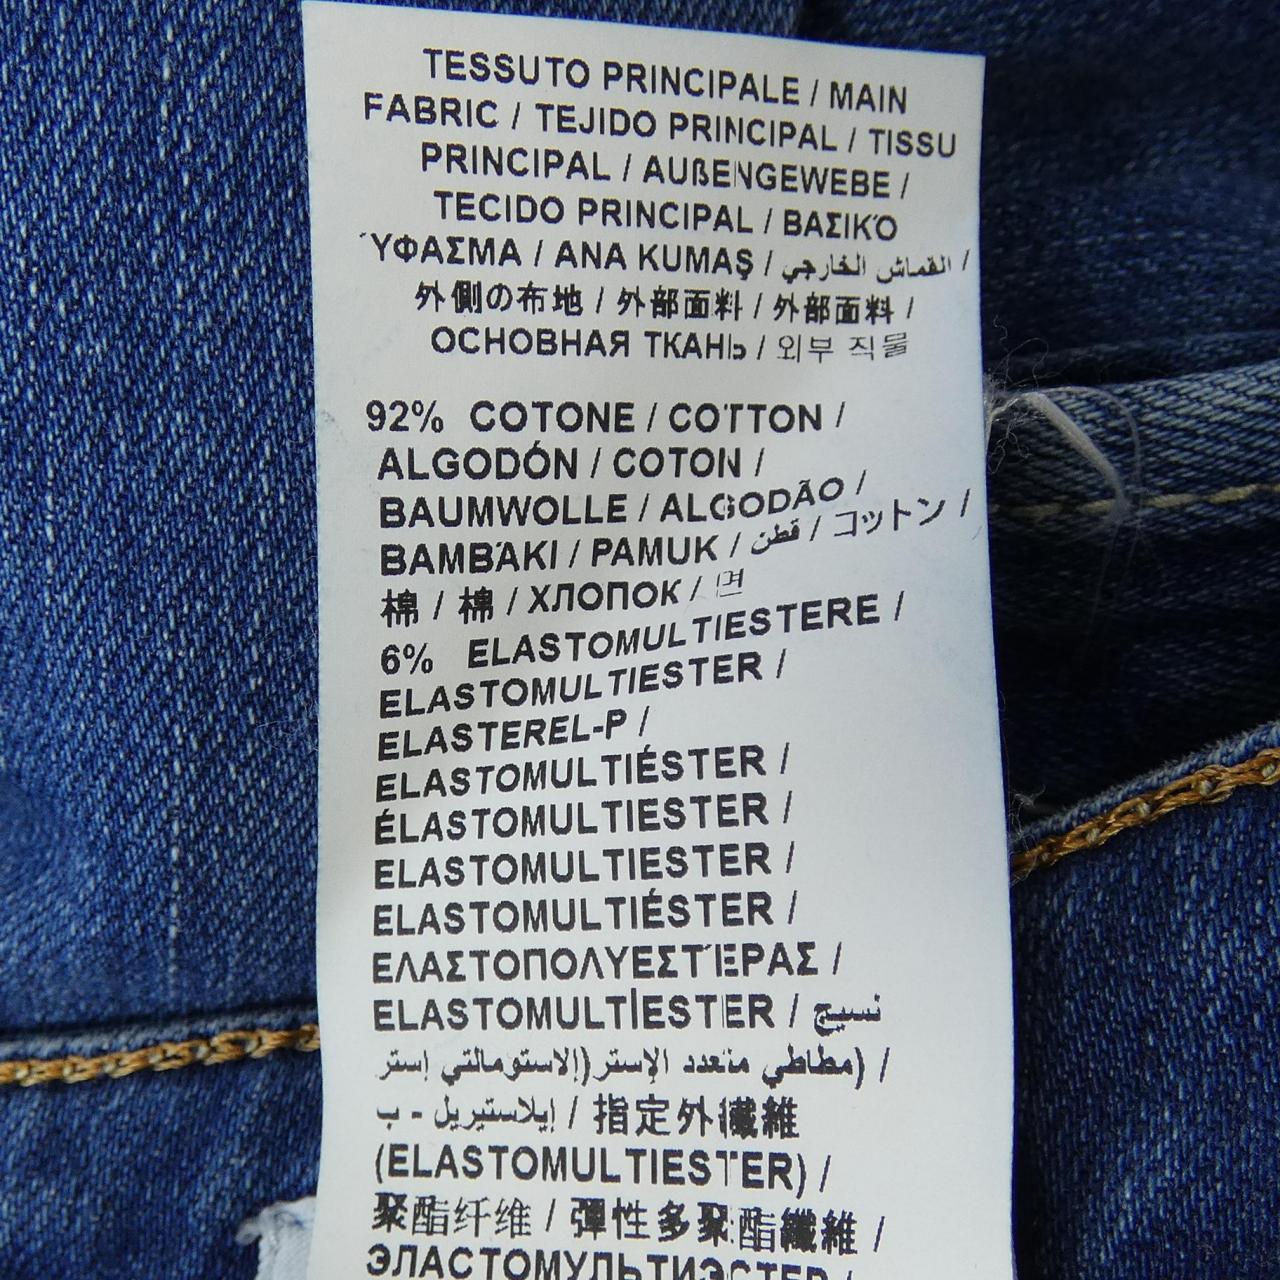 TESSUTO PRINCIPALE / MAIN
FABRIC / TEJIDO PRINCIPAL / TISSU
PRINCIPAL / AUßENGEWEBE /
TECIDO PRINCIPAL / ΒΑΣΙΚΌ
ΎΦΑΣΜΑ / ANA KUMAŞ / القماش الخارجي /
外側の布地 / 外部面料 / 外部面料 /
ОСНОВНАЯ ТКАНЬ / 외부 직물
92% COTONE / COTTON /
ALGODÓN / COTON /
BAUMWOLLE / ALGODÃO /
ΒΑΜΒΆΚΙ / PAMUK / قطن / コットン /
棉 / 棉 / ХЛОПОК / 면
6% ELASTOMULTIESTERE /
ELASTOMULTIESTER /
ELASTEREL-P /
ELASTOMULTIÉSTER /
ÉLASTOMULTIESTER /
ELASTOMULTIESTER /
ELASTOMULTIÉSTER /
ΕΛΑΣΤΟΠΟΛΥΕΣΤΈΡΑΣ /
ELASTOMULTİESTER / نسيج
مطاطي متعدد الإستر(الاستومالتي إستر) /
إيلاستيريل - ب / 指定外繊維
(ELASTOMULTIESTER) /
聚酯纤维 / 彈性多聚酯纖維 /
ЭЛАСТОМУЛЬТИЭСТЕР /